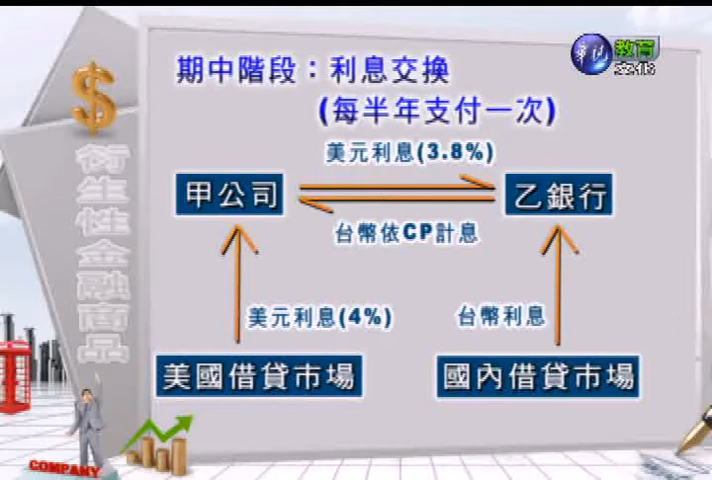 期中階段：利息交換
(每半年支付一次)
華視
教育
衍生性金融商品
美元利息(3.8%)
甲公司
乙銀行
台幣依CP計息
美元利息(4%)
台幣利息
美國借貸市場
國內借貸市場
COMPANY